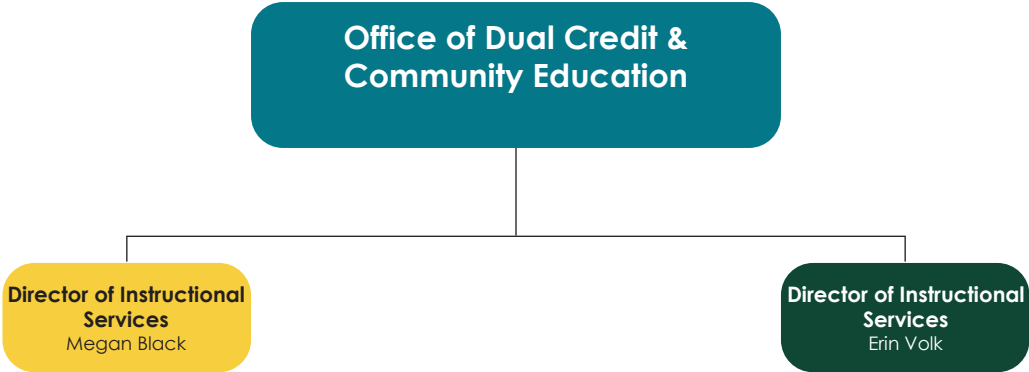 Office of Dual Credit &
Community Education
Director of Instructional
Services
Megan Black
Director of Instructional
Services
Erin Volk